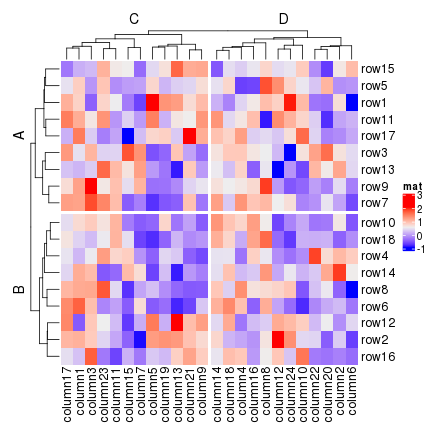 C D
A
B
row15
row5
row1
row11
row17
row3
row13
row9
row7
row10
row18
row4
row14
row8
row6
row12
row2
row16
mat
3
2
1
0
-1
column17
column1
column3
column23
column11
column15
column7
column5
column19
column13
column21
column9
column14
column18
column4
column16
column8
column12
column24
column10
column22
column20
column2
column6